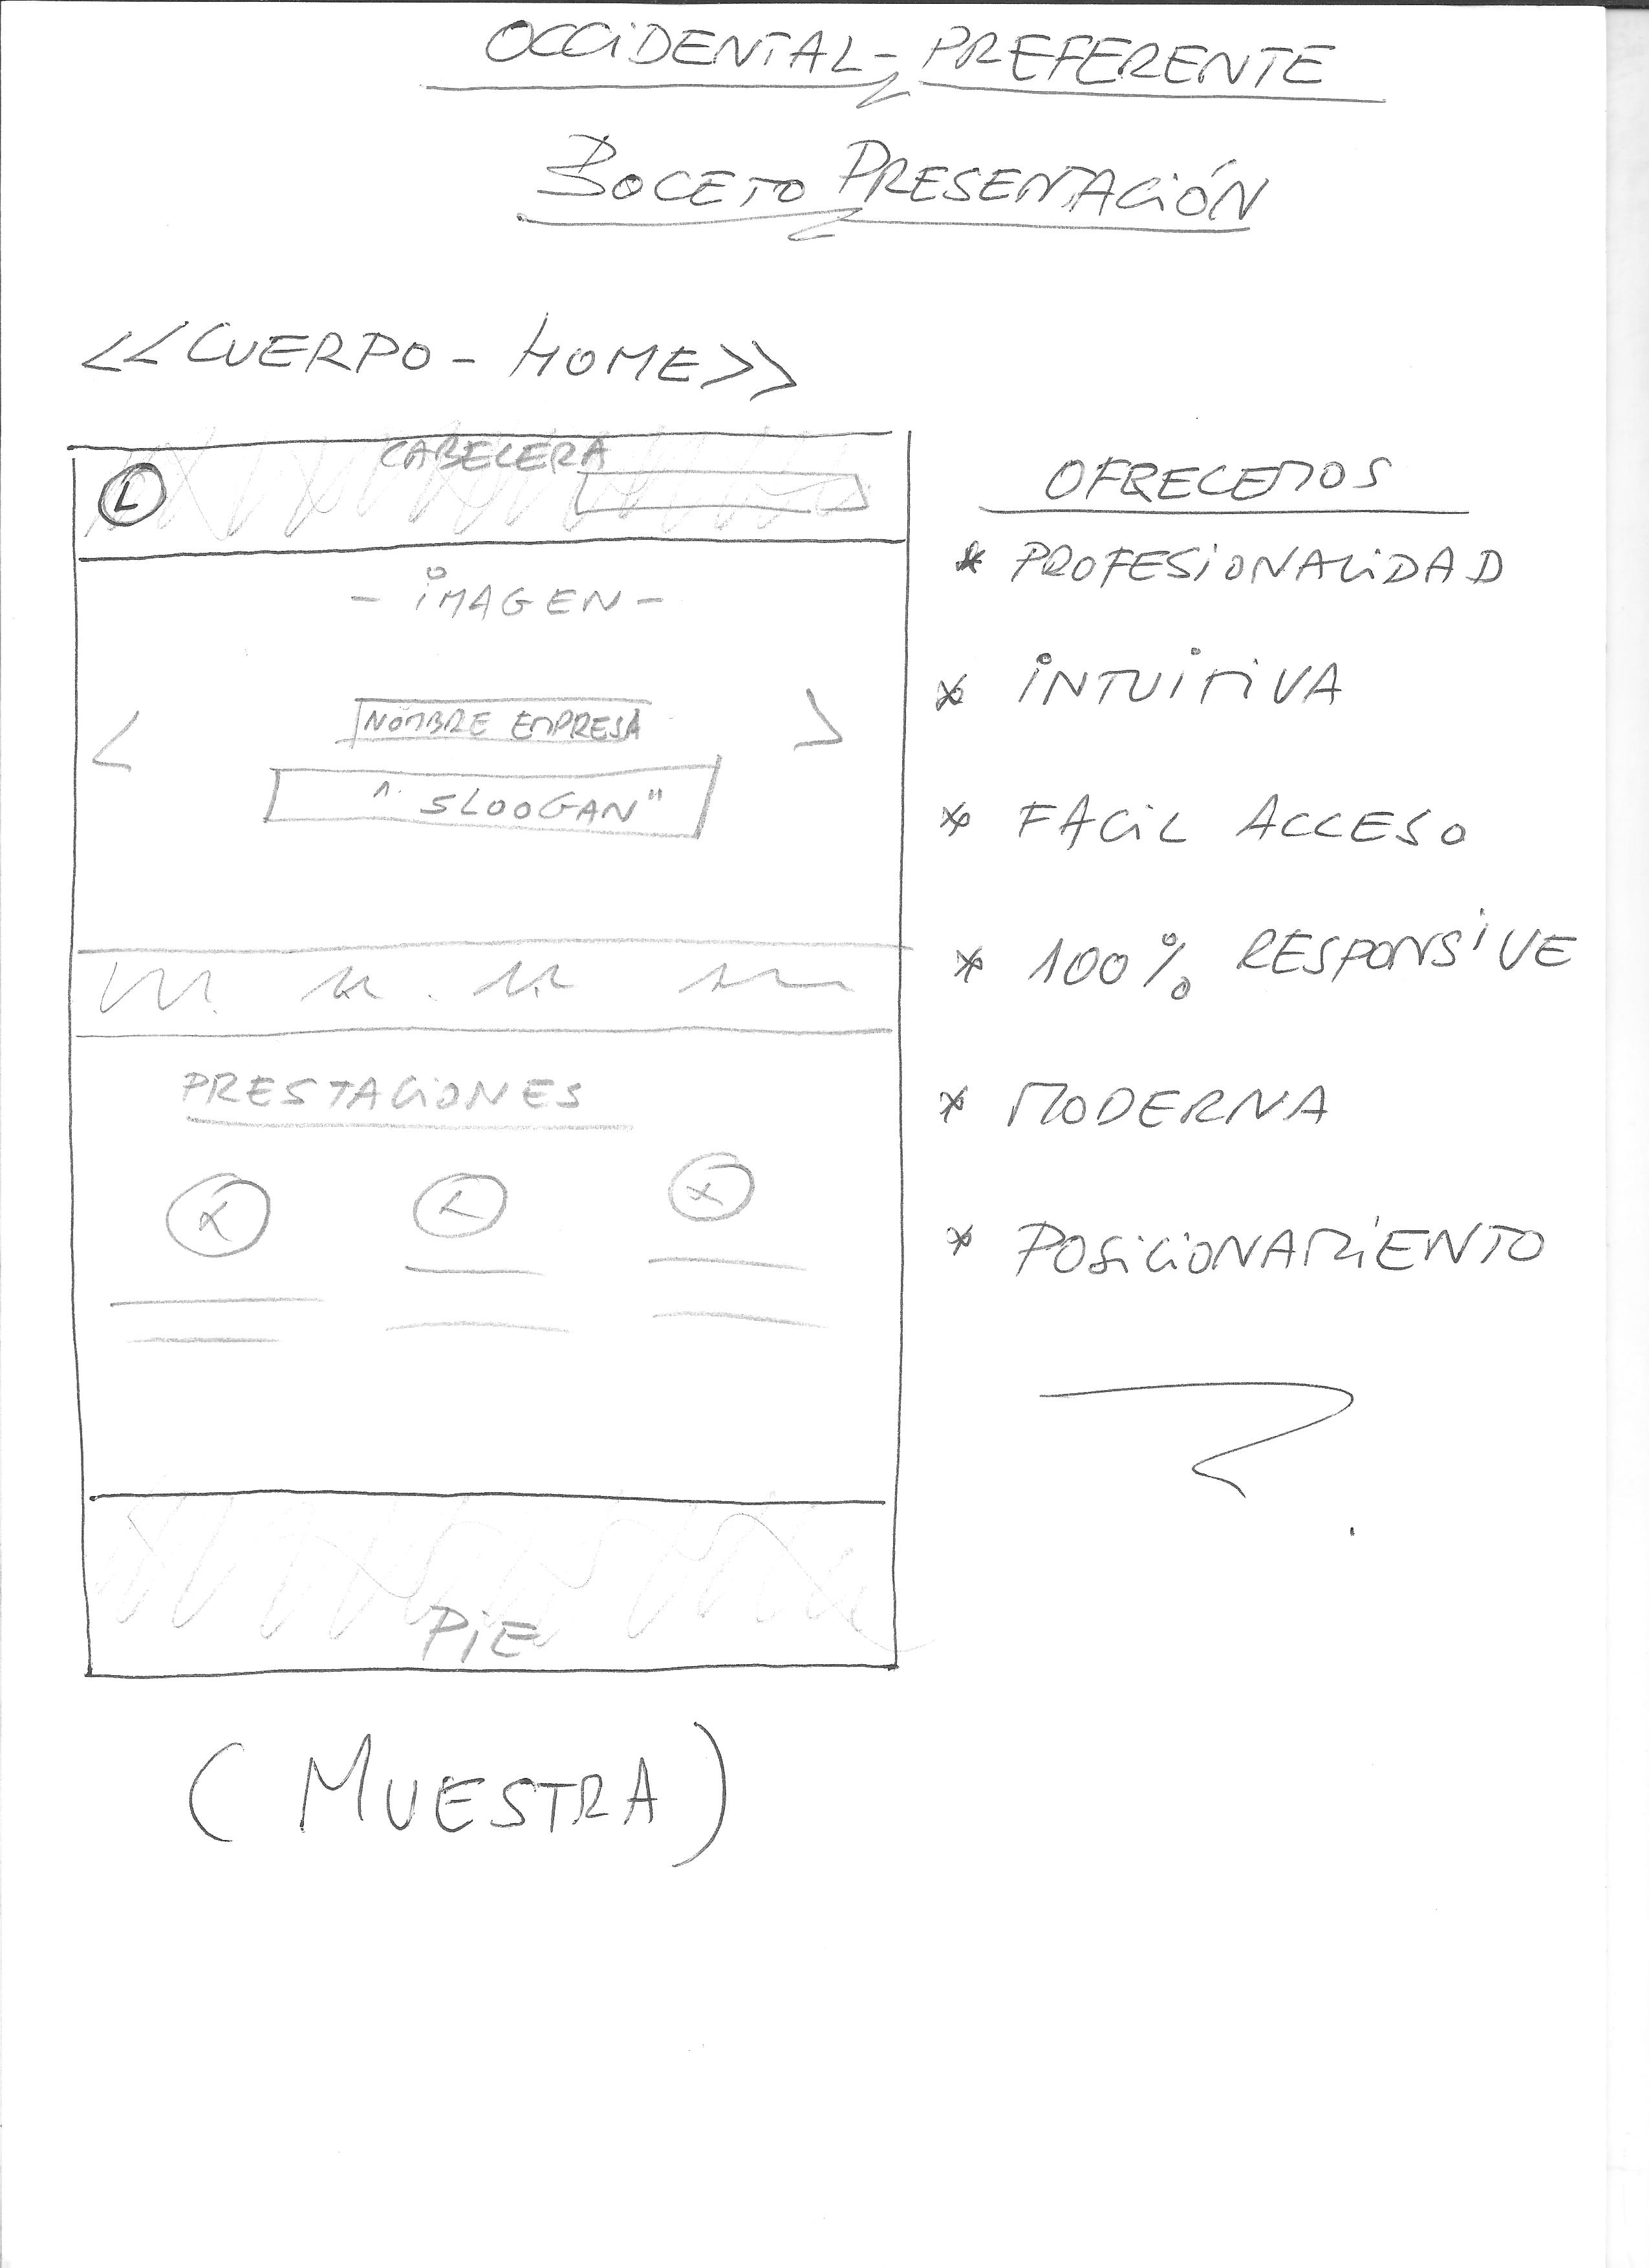 OCCIDENTAL - PREFERENTE
BOCETO PRESENTACIÓN
<<CUERPO - HOME>>
CABECERA
L
- IMAGEN -
<
>
NOMBRE EMPRESA
"SLOOGAN"
PRESTACIONES
PIE
(MUESTRA)
OFRECEMOS
* PROFESIONALIDAD
* INTUITIVA
* FACIL ACCESO
* 100% RESPONSIVE
* MODERNA
* POSICIONAMIENTO